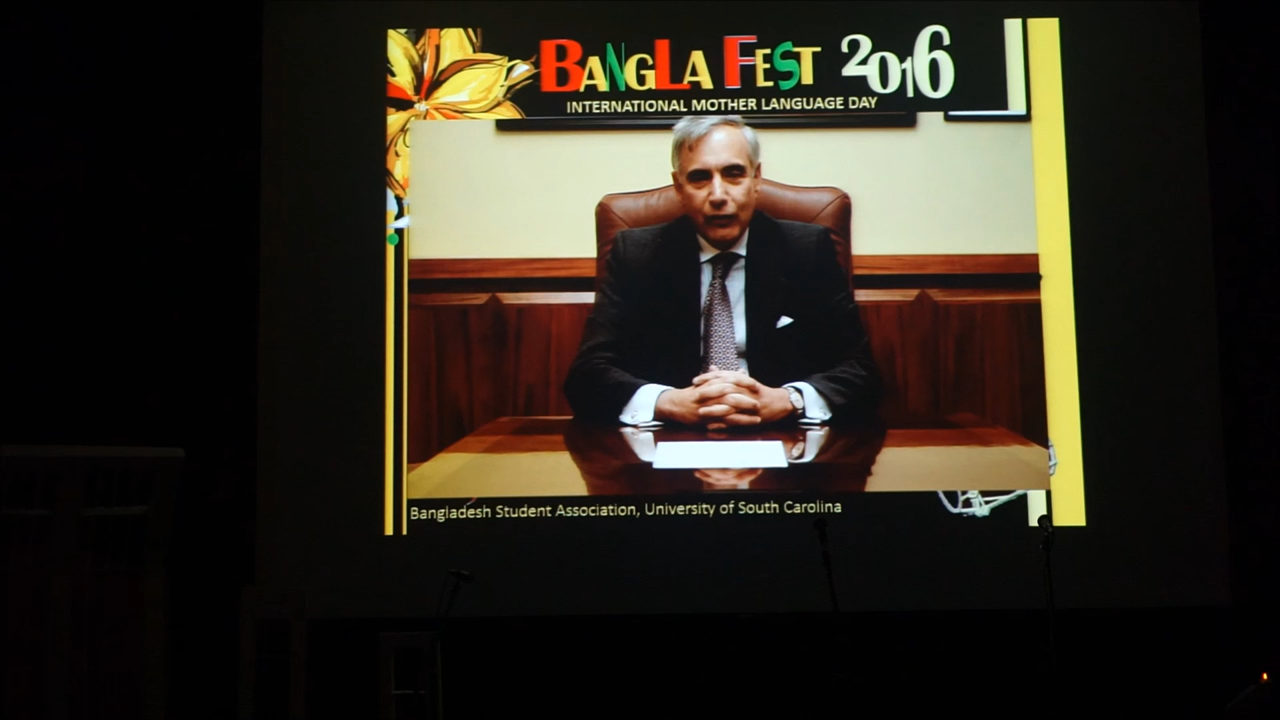 BANGLA FEST 2016
INTERNATIONAL MOTHER LANGUAGE DAY
Bangladesh Student Association, University of South Carolina